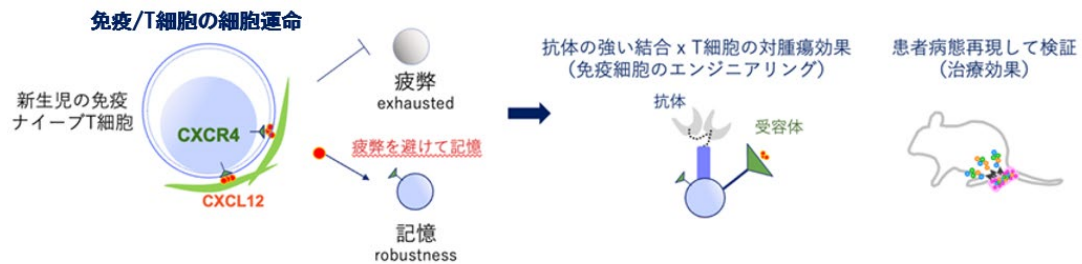 免疫/T細胞の細胞運命
新生児の免疫
ナイーブT細胞
CXCR4
CXCL12
疲弊
exhausted
疲弊を避けて記憶
記憶
robustness
抗体の強い結合 x T細胞の対腫瘍効果
（免疫細胞のエンジニアリング）
抗体
受容体
患者病態再現して検証
（治療効果）